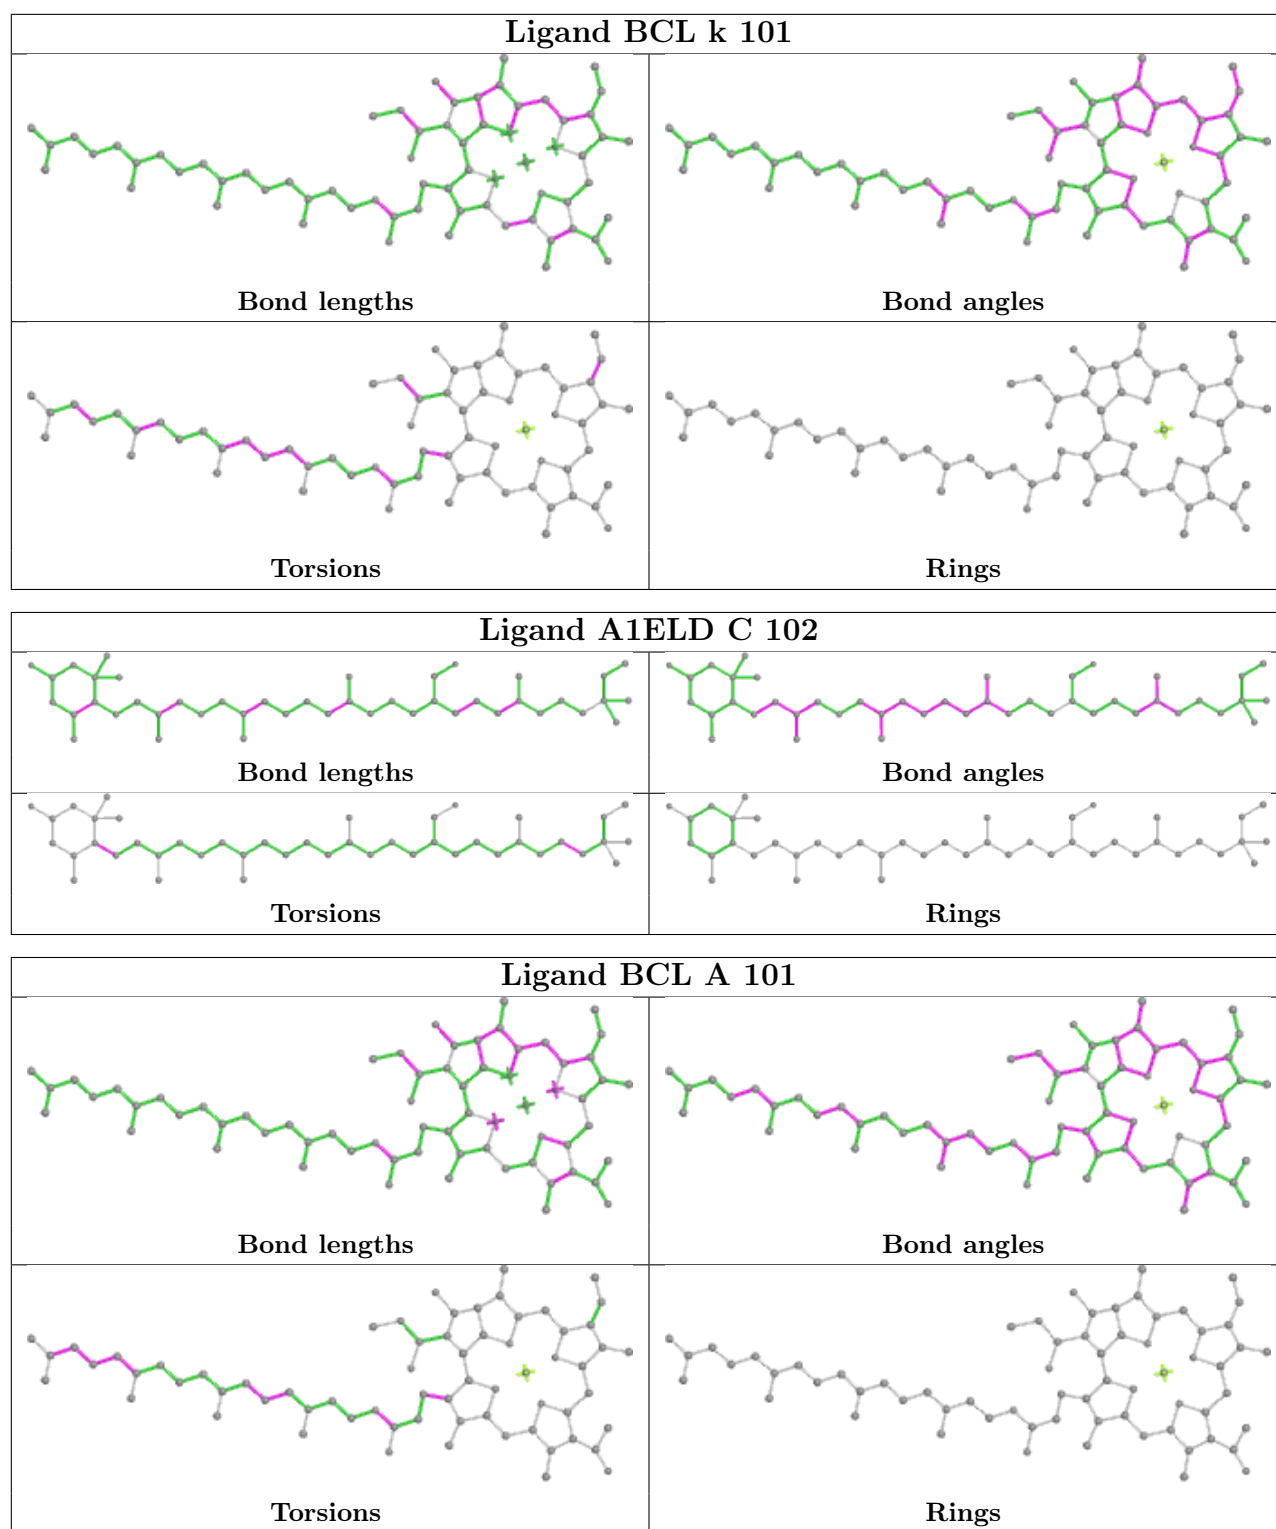 Ligand BCL k 101
Bond lengths
Bond angles
Torsions
Rings
Ligand A1ELD C 102
Bond lengths
Bond angles
Torsions
Rings
Ligand BCL A 101
Bond lengths
Bond angles
Torsions
Rings